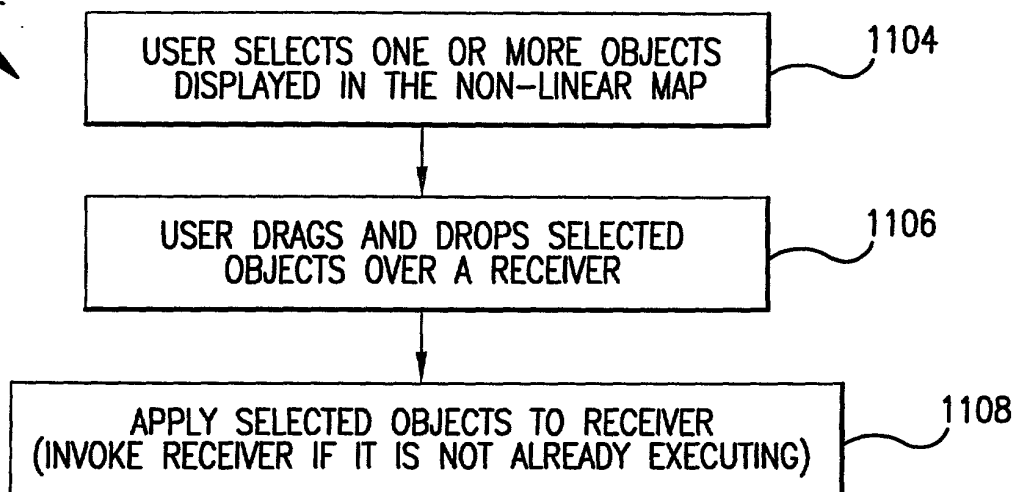 USER SELECTS ONE OR MORE OBJECTS
DISPLAYED IN THE NON-LINEAR MAP
1104
USER DRAGS AND DROPS SELECTED
OBJECTS OVER A RECEIVER
1106
APPLY SELECTED OBJECTS TO RECEIVER
(INVOKE RECEIVER IF IT IS NOT ALREADY EXECUTING)
1108